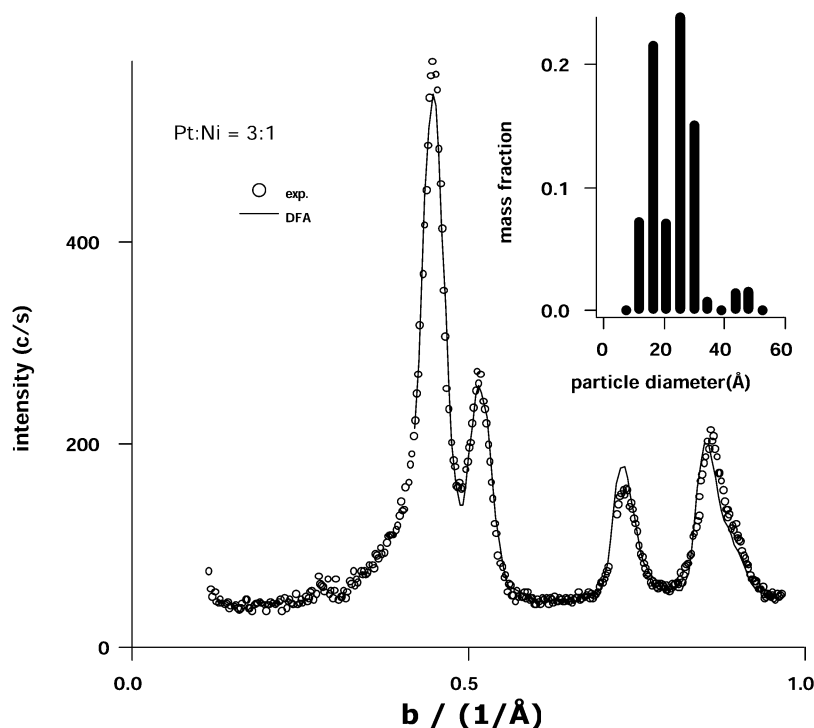 Pt:Ni = 3:1
exp.
DFA
intensity (c/s)
400
200
0
0.0
0.5
1.0
b / (1/Å)
mass fraction
0.2
0.1
0.0
0
20
40
60
particle diameter(Å)